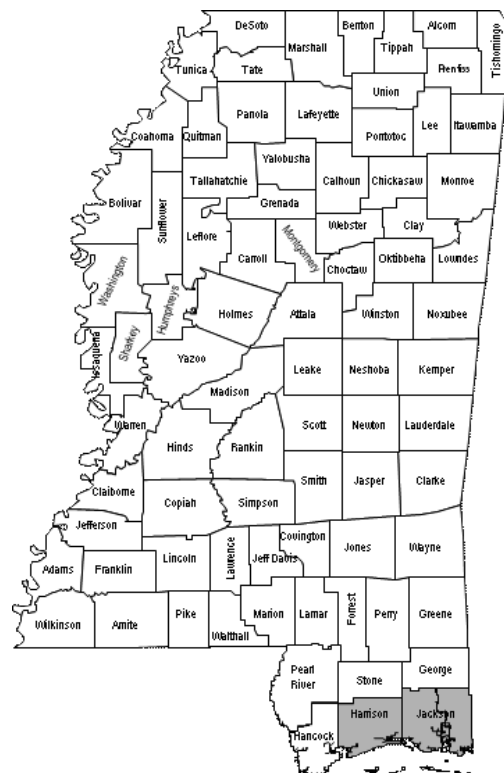 DeSoto
Marshall
Benton
Tippah
Alcorn
Tishomingo
Tunica
Tate
Prentiss
Union
Panola
Lafeyette
Coahoma
Quitman
Pontotoc
Lee
Itawamba
Yalobusha
Tallahatchie
Calhoun
Chickasaw
Monroe
Bolivar
Sunflower
Grenada
Leflore
Webster
Clay
Carroll
Montgomery
Choctaw
Oktibbeha
Lowndes
Washington
Humphreys
Holmes
Attala
Winston
Noxubee
Issaquena
Sharkey
Yazoo
Leake
Neshoba
Kemper
Madison
Warren
Scott
Newton
Lauderdale
Hinds
Rankin
Smith
Jasper
Clarke
Claiborne
Copiah
Simpson
Jefferson
Covington
Jones
Wayne
Adams
Franklin
Lincoln
Lawrence
Jeff Davis
Wilkinson
Amite
Pike
Walthall
Marion
Lamar
Forrest
Perry
Greene
Pearl
River
Stone
George
Hancock
Harrison
Jackson